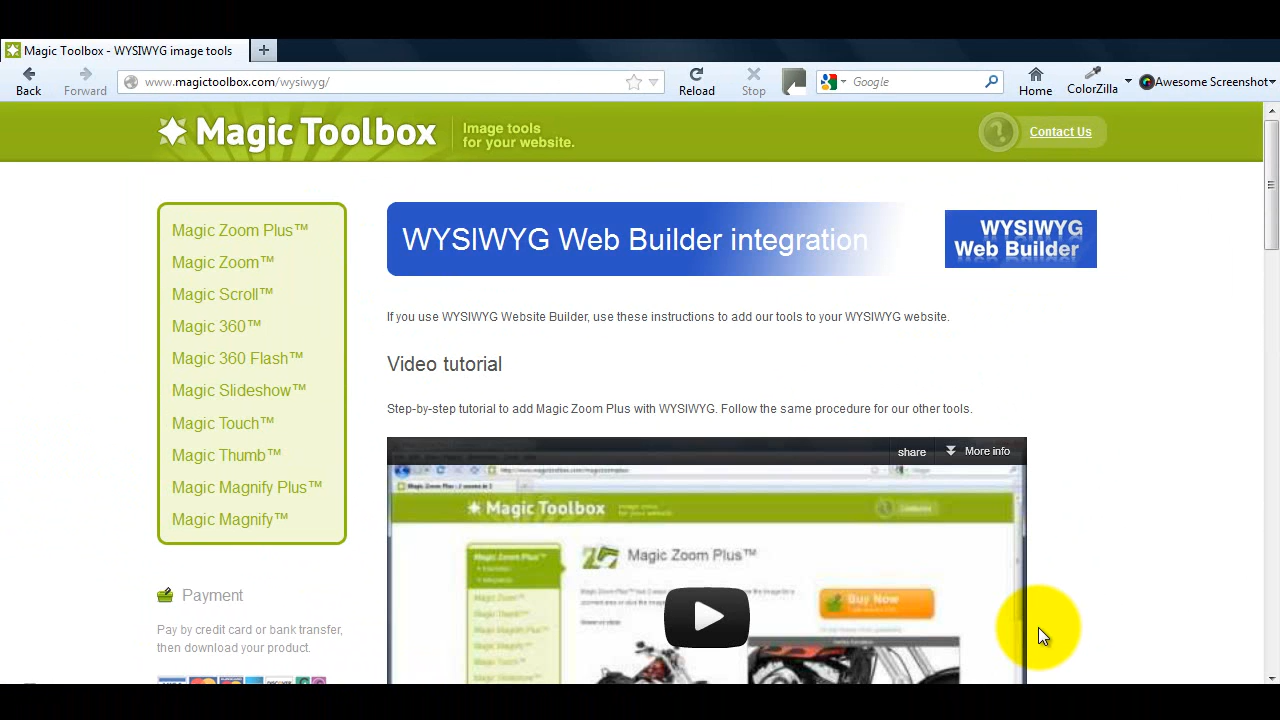 Magic Toolbox - WYSIWYG image tools
Back
Forward
www.magictoolbox.com/wysiwyg/
Reload
Stop
Google
Home
ColorZilla
Awesome Screenshot
Magic Toolbox
Image tools
for your website.
Contact Us
Magic Zoom Plus™
Magic Zoom™
Magic Scroll™
Magic 360™
Magic 360 Flash™
Magic Slideshow™
Magic Touch™
Magic Thumb™
Magic Magnify Plus™
Magic Magnify™
Payment
Pay by credit card or bank transfer,
then download your product.
WYSIWYG Web Builder integration
WYSIWYG
Web Builder
If you use WYSIWYG Website Builder, use these instructions to add our tools to your WYSIWYG website.
Video tutorial
Step-by-step tutorial to add Magic Zoom Plus with WYSIWYG. Follow the same procedure for our other tools.
share
More info
Magic Toolbox
Magic Zoom Plus™
Buy Now